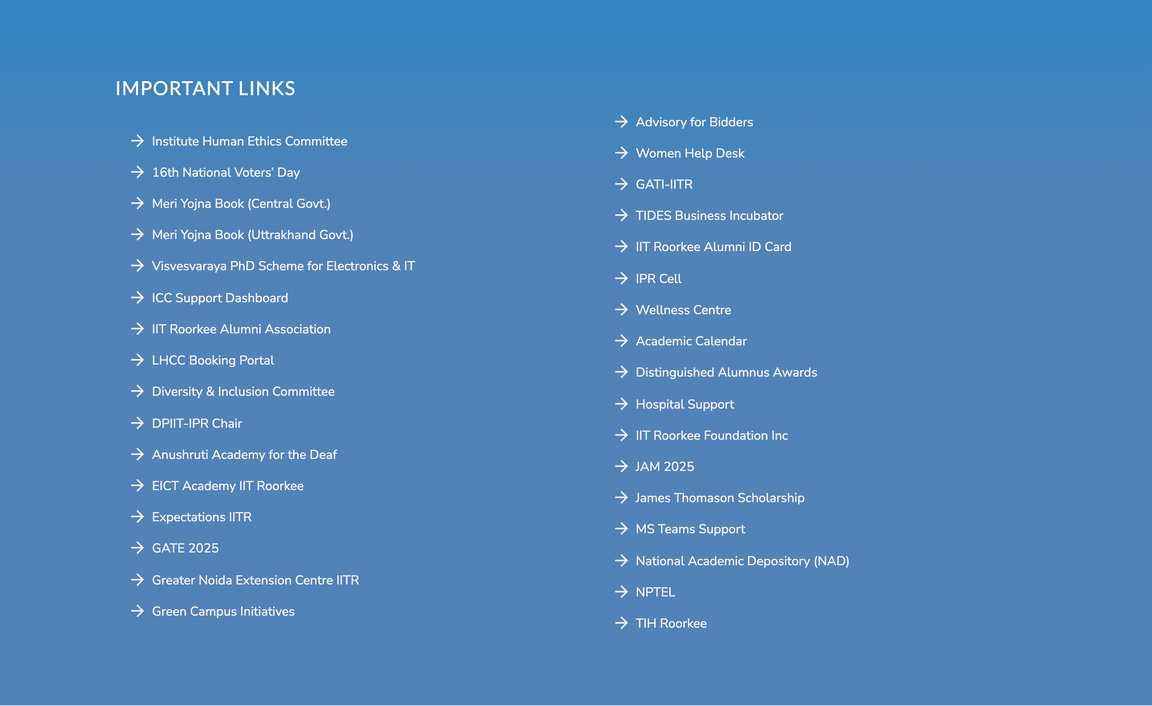 IMPORTANT LINKS
Institute Human Ethics Committee
16th National Voters' Day
Meri Yojna Book (Central Govt.)
Meri Yojna Book (Uttrakhand Govt.)
Visvesvaraya PhD Scheme for Electronics & IT
ICC Support Dashboard
IIT Roorkee Alumni Association
LHCC Booking Portal
Diversity & Inclusion Committee
DPIIT-IPR Chair
Anushruti Academy for the Deaf
EICT Academy IIT Roorkee
Expectations IITR
GATE 2025
Greater Noida Extension Centre IITR
Green Campus Initiatives
Advisory for Bidders
Women Help Desk
GATI-IITR
TIDES Business Incubator
IIT Roorkee Alumni ID Card
IPR Cell
Wellness Centre
Academic Calendar
Distinguished Alumnus Awards
Hospital Support
IIT Roorkee Foundation Inc
JAM 2025
James Thomason Scholarship
MS Teams Support
National Academic Depository (NAD)
NPTEL
TIH Roorkee